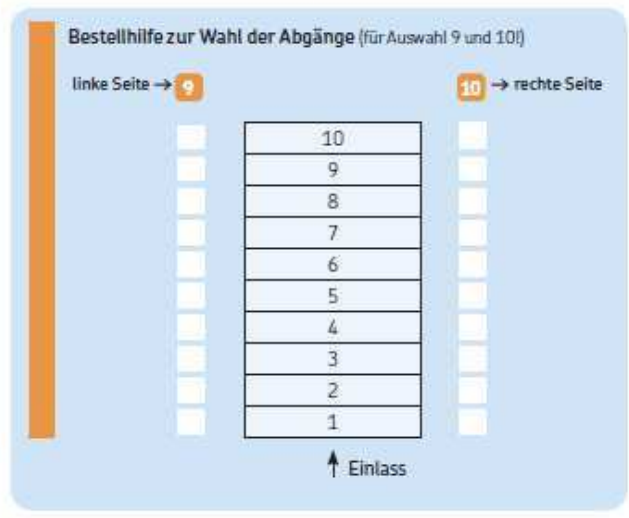 Bestellhilfe zur Wahl der Abgänge (für Auswahl 9 und 10!)
linke Seite → 9
10 → rechte Seite
10
9
8
7
6
5
4
3
2
1
↑ Einlass